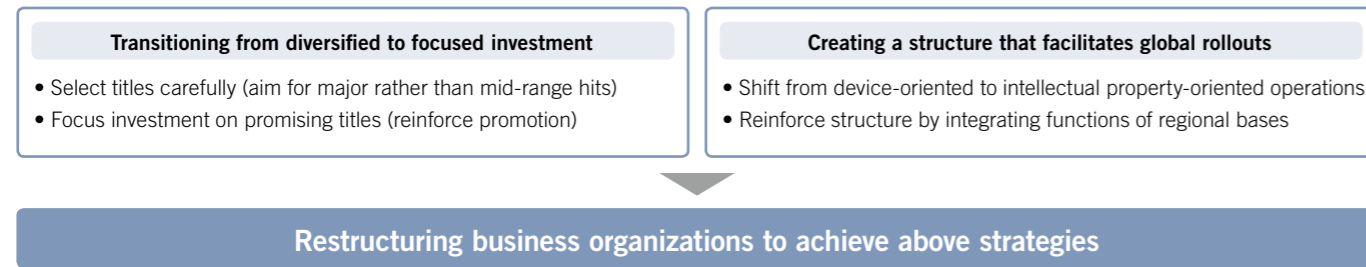 Transitioning from diversified to focused investment
• Select titles carefully (aim for major rather than mid-range hits)
• Focus investment on promising titles (reinforce promotion)
Creating a structure that facilitates global rollouts
• Shift from device-oriented to intellectual property-oriented operations
• Reinforce structure by integrating functions of regional bases
Restructuring business organizations to achieve above strategies